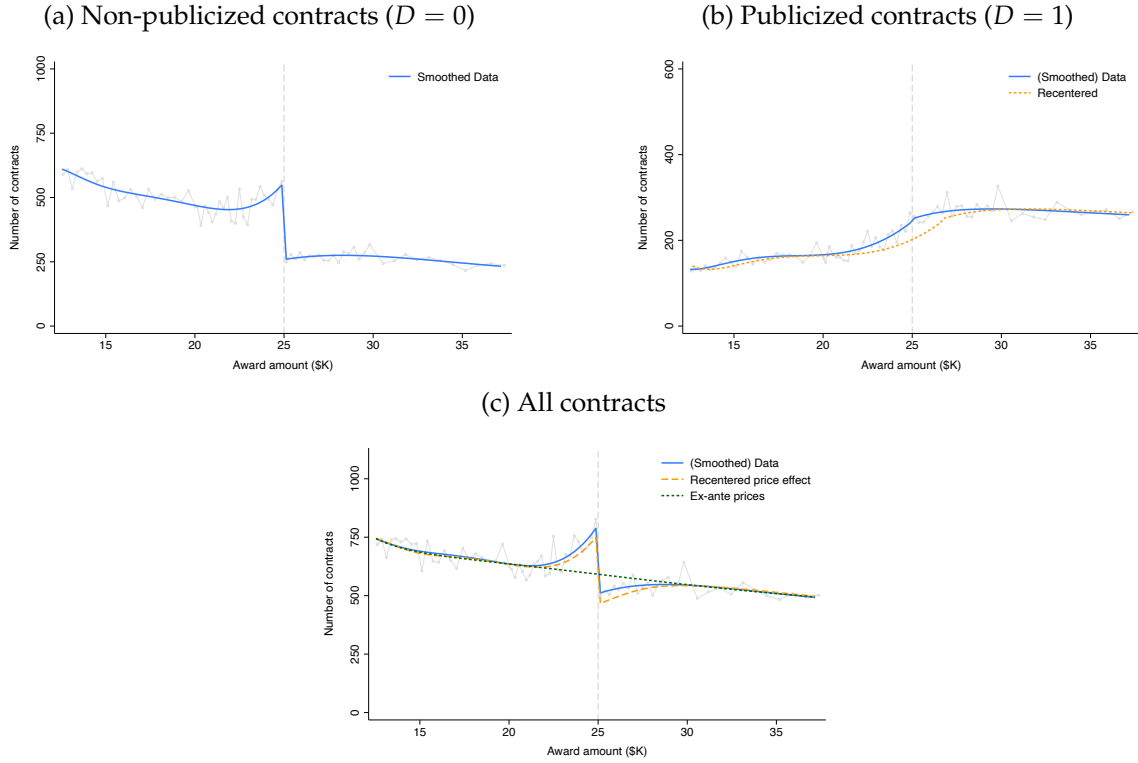 (a) Non-publicized contracts (D = 0)
Number of contracts
1000
750
500
250
0
Smoothed Data
15 20 25 30 35
Award amount ($K)
(b) Publicized contracts (D = 1)
Number of contracts
600
400
200
0
(Smoothed) Data
Recentered
15 20 25 30 35
Award amount ($K)
(c) All contracts
Number of contracts
1000
750
500
250
0
(Smoothed) Data
Recentered price effect
Ex-ante prices
15 20 25 30 35
Award amount ($K)